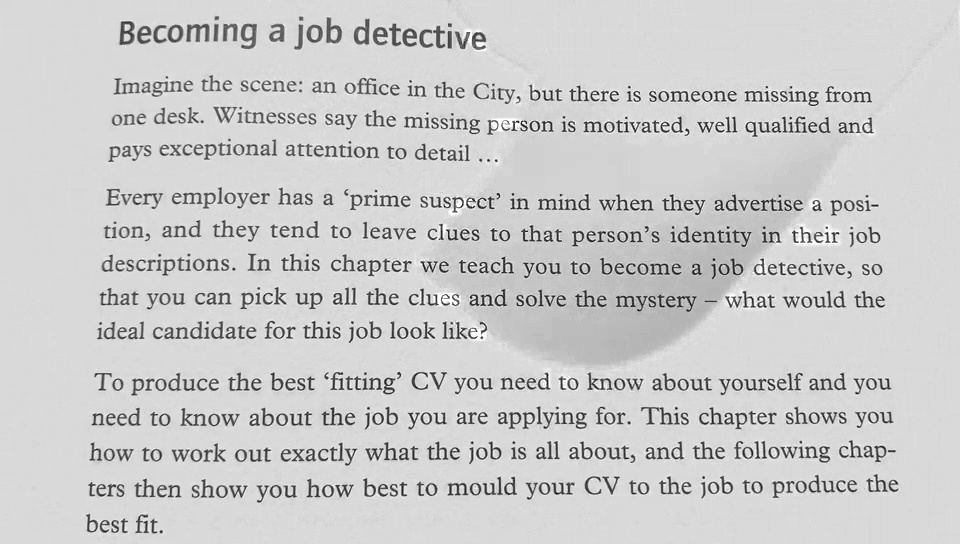 Becoming a job detective
Imagine the scene: an office in the City, but there is someone missing from
one desk. Witnesses say the missing person is motivated, well qualified and
pays exceptional attention to detail …
Every employer has a ‘prime suspect’ in mind when they advertise a posi-
tion, and they tend to leave clues to that person’s identity in their job
descriptions. In this chapter we teach you to become a job detective, so
that you can pick up all the clues and solve the mystery – what would the
ideal candidate for this job look like?
To produce the best ‘fitting’ CV you need to know about yourself and you
need to know about the job you are applying for. This chapter shows you
how to work out exactly what the job is all about, and the following chap-
ters then show you how best to mould your CV to the job to produce the
best fit.